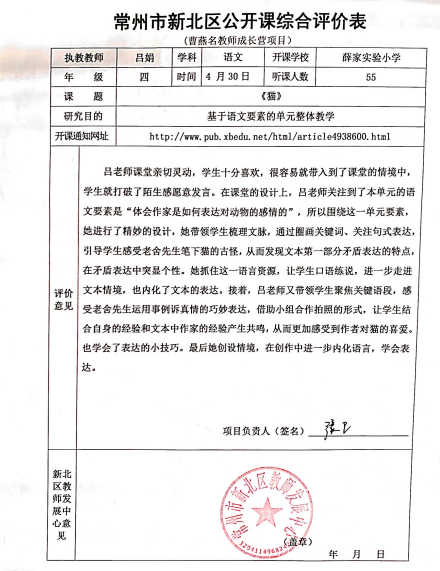 常州市新北区公开课综合评价表
(曹燕名教师成长营项目)
执教教师 吕娟 学科 语文 开课学校 薛家实验小学
年 级 四 时间 4 月 30日 听课人数 55
课 题 《猫》
研究目的 基于语文要素的单元整体教学
开课通知网址 http://www.pub.xbedu.net/html/article4938600.html
吕老师课堂亲切灵动，学生十分喜欢，很容易就带入到了课堂的情境中，
学生就打破了陌生感愿意发言。在课堂的设计上，吕老师关注到了本单元的语
文要素是“体会作家是如何表达对动物的感情的”，所以围绕这一单元要素，
她进行了精妙的设计，她带领学生梳理文脉，通过圈画关键词、关注句式表达，
引导学生感受老舍先生笔下猫的古怪，从而发现文本第一部分矛盾表达的特点，
在矛盾表达中突显个性。她抓住这一语言资源，让学生口语练说，进一步走进
文本情境，也内化了文本的表达。接着，吕老师又带领学生聚焦关键语段，感
受老舍先生运用事例诉真情的巧妙表达，借助小组合作拍照的形式，让学生结
合自身的经验和文本中作家的经验产生共鸣，从而更加感受到作者对猫的喜爱。
也学会了表达的小技巧。最后她创设情境，在创作中进一步内化语言，学会表
达。
评价
意见
项目负责人（签名）
新北
区教
师发
展中
心意
见
常州市新北区教师发展中心
(盖章)
年 月 日